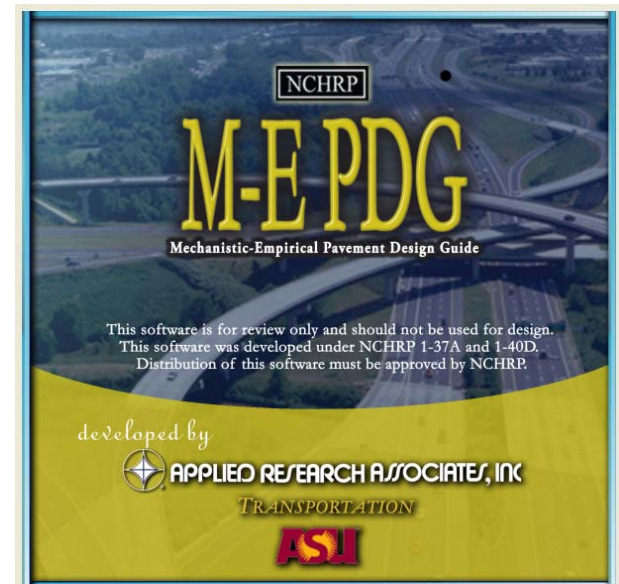 NCHRP
M-E PDG
Mechanistic-Empirical Pavement Design Guide
This software is for review only and should not be used for design.
This software was developed under NCHRP 1-37A and 1-40D.
Distribution of this software must be approved by NCHRP.
developed by
APPLIED RESEARCH ASSOCIATES, INC
TRANSPORTATION
ASU